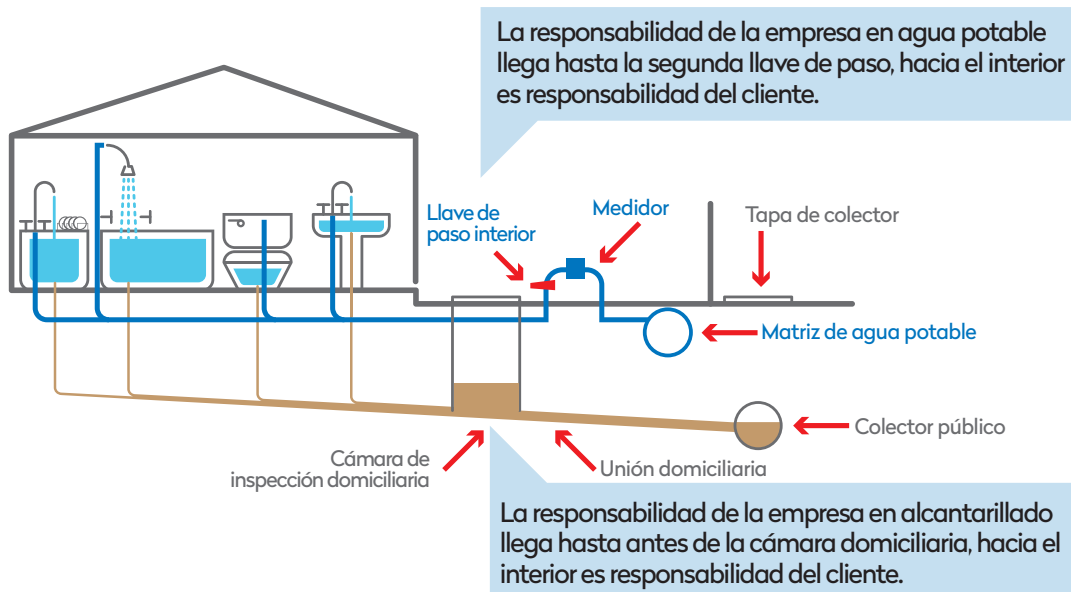 La responsabilidad de la empresa en agua potable
llega hasta la segunda llave de paso, hacia el interior
es responsabilidad del cliente.
Llave de
paso interior
Medidor
Tapa de colector
Matriz de agua potable
Colector público
Cámara de
inspección domiciliaria
Unión domiciliaria
La responsabilidad de la empresa en alcantarillado
llega hasta antes de la cámara domiciliaria, hacia el
interior es responsabilidad del cliente.